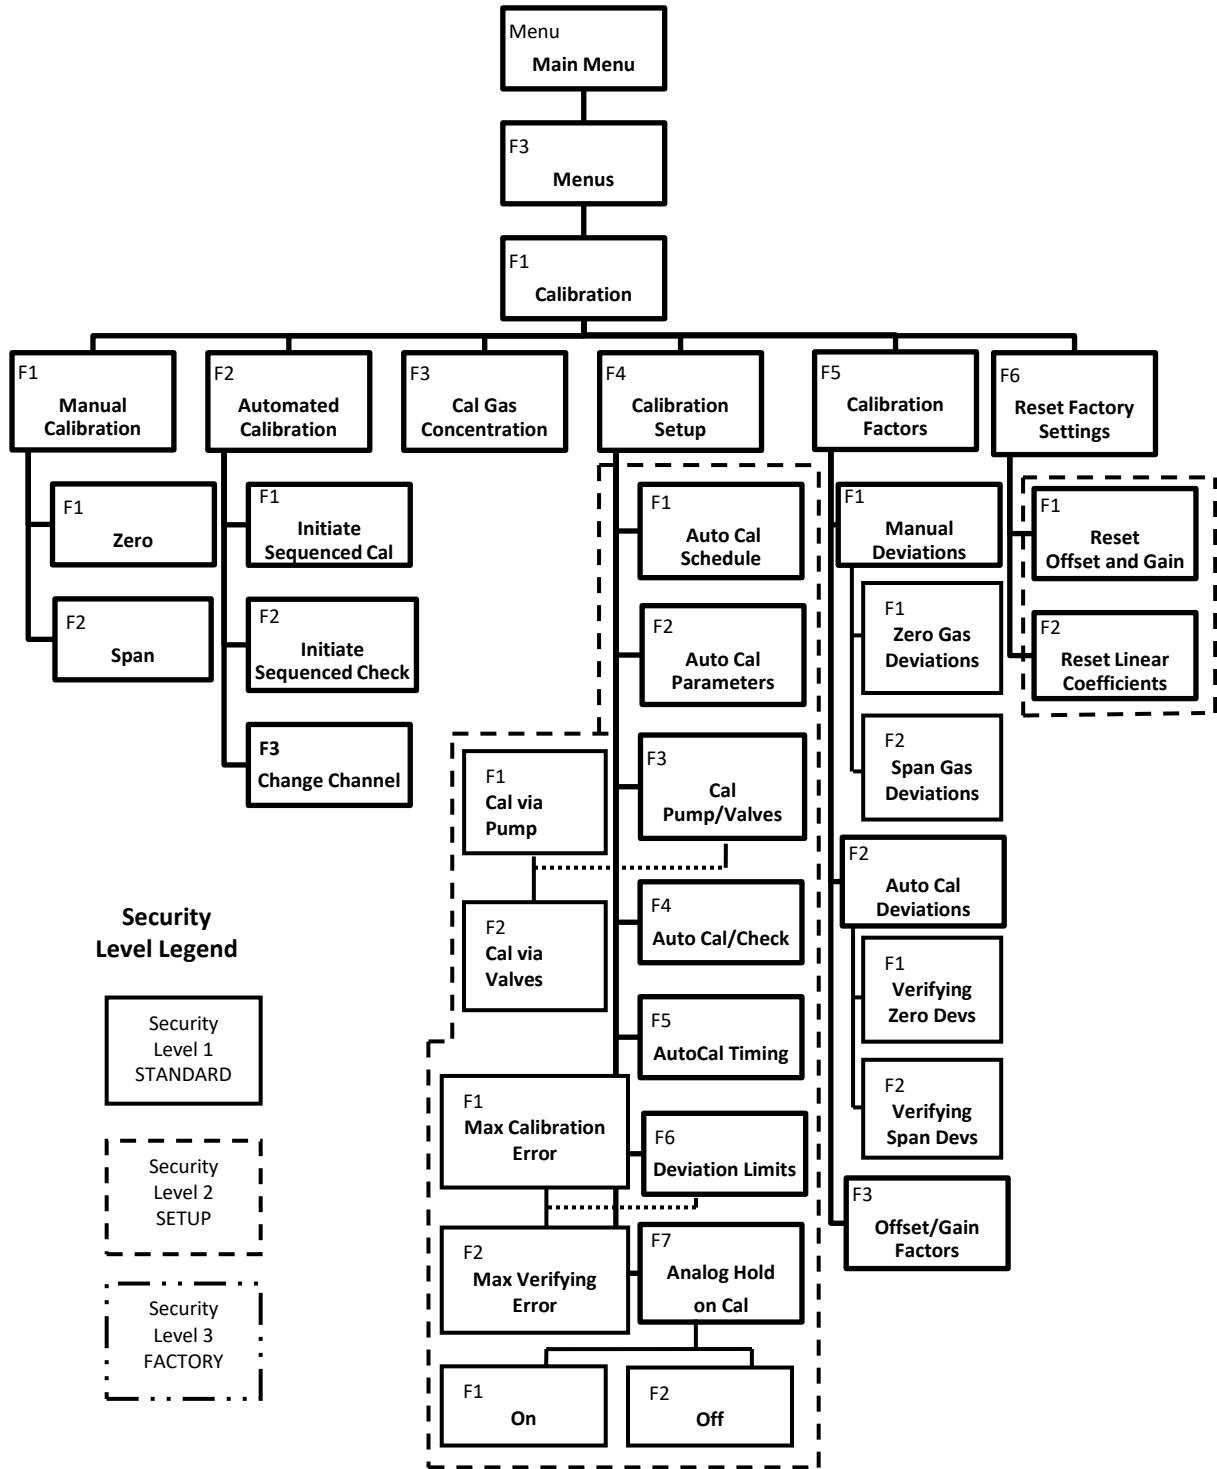 Menu
Main Menu
F3
Menus
F1
Calibration
F1
Manual
Calibration
F2
Automated
Calibration
F3
Cal Gas
Concentration
F4
Calibration
Setup
F5
Calibration
Factors
F6
Reset Factory
Settings
F1
Zero
F2
Span
F1
Initiate
Sequenced Cal
F2
Initiate
Sequenced Check
F3
Change Channel
F1
Auto Cal
Schedule
F2
Auto Cal
Parameters
F3
Cal
Pump/Valves
F1
Cal via
Pump
F2
Cal via
Valves
F4
Auto Cal/Check
F5
AutoCal Timing
F6
Deviation Limits
F1
Max Calibration
Error
F2
Max Verifying
Error
F7
Analog Hold
on Cal
F1
On
F2
Off
F1
Manual
Deviations
F1
Zero Gas
Deviations
F2
Span Gas
Deviations
F2
Auto Cal
Deviations
F1
Verifying
Zero Devs
F2
Verifying
Span Devs
F3
Offset/Gain
Factors
F1
Reset
Offset and Gain
F2
Reset Linear
Coefficients
Security
Level Legend
Security
Level 1
STANDARD
Security
Level 2
SETUP
Security
Level 3
FACTORY